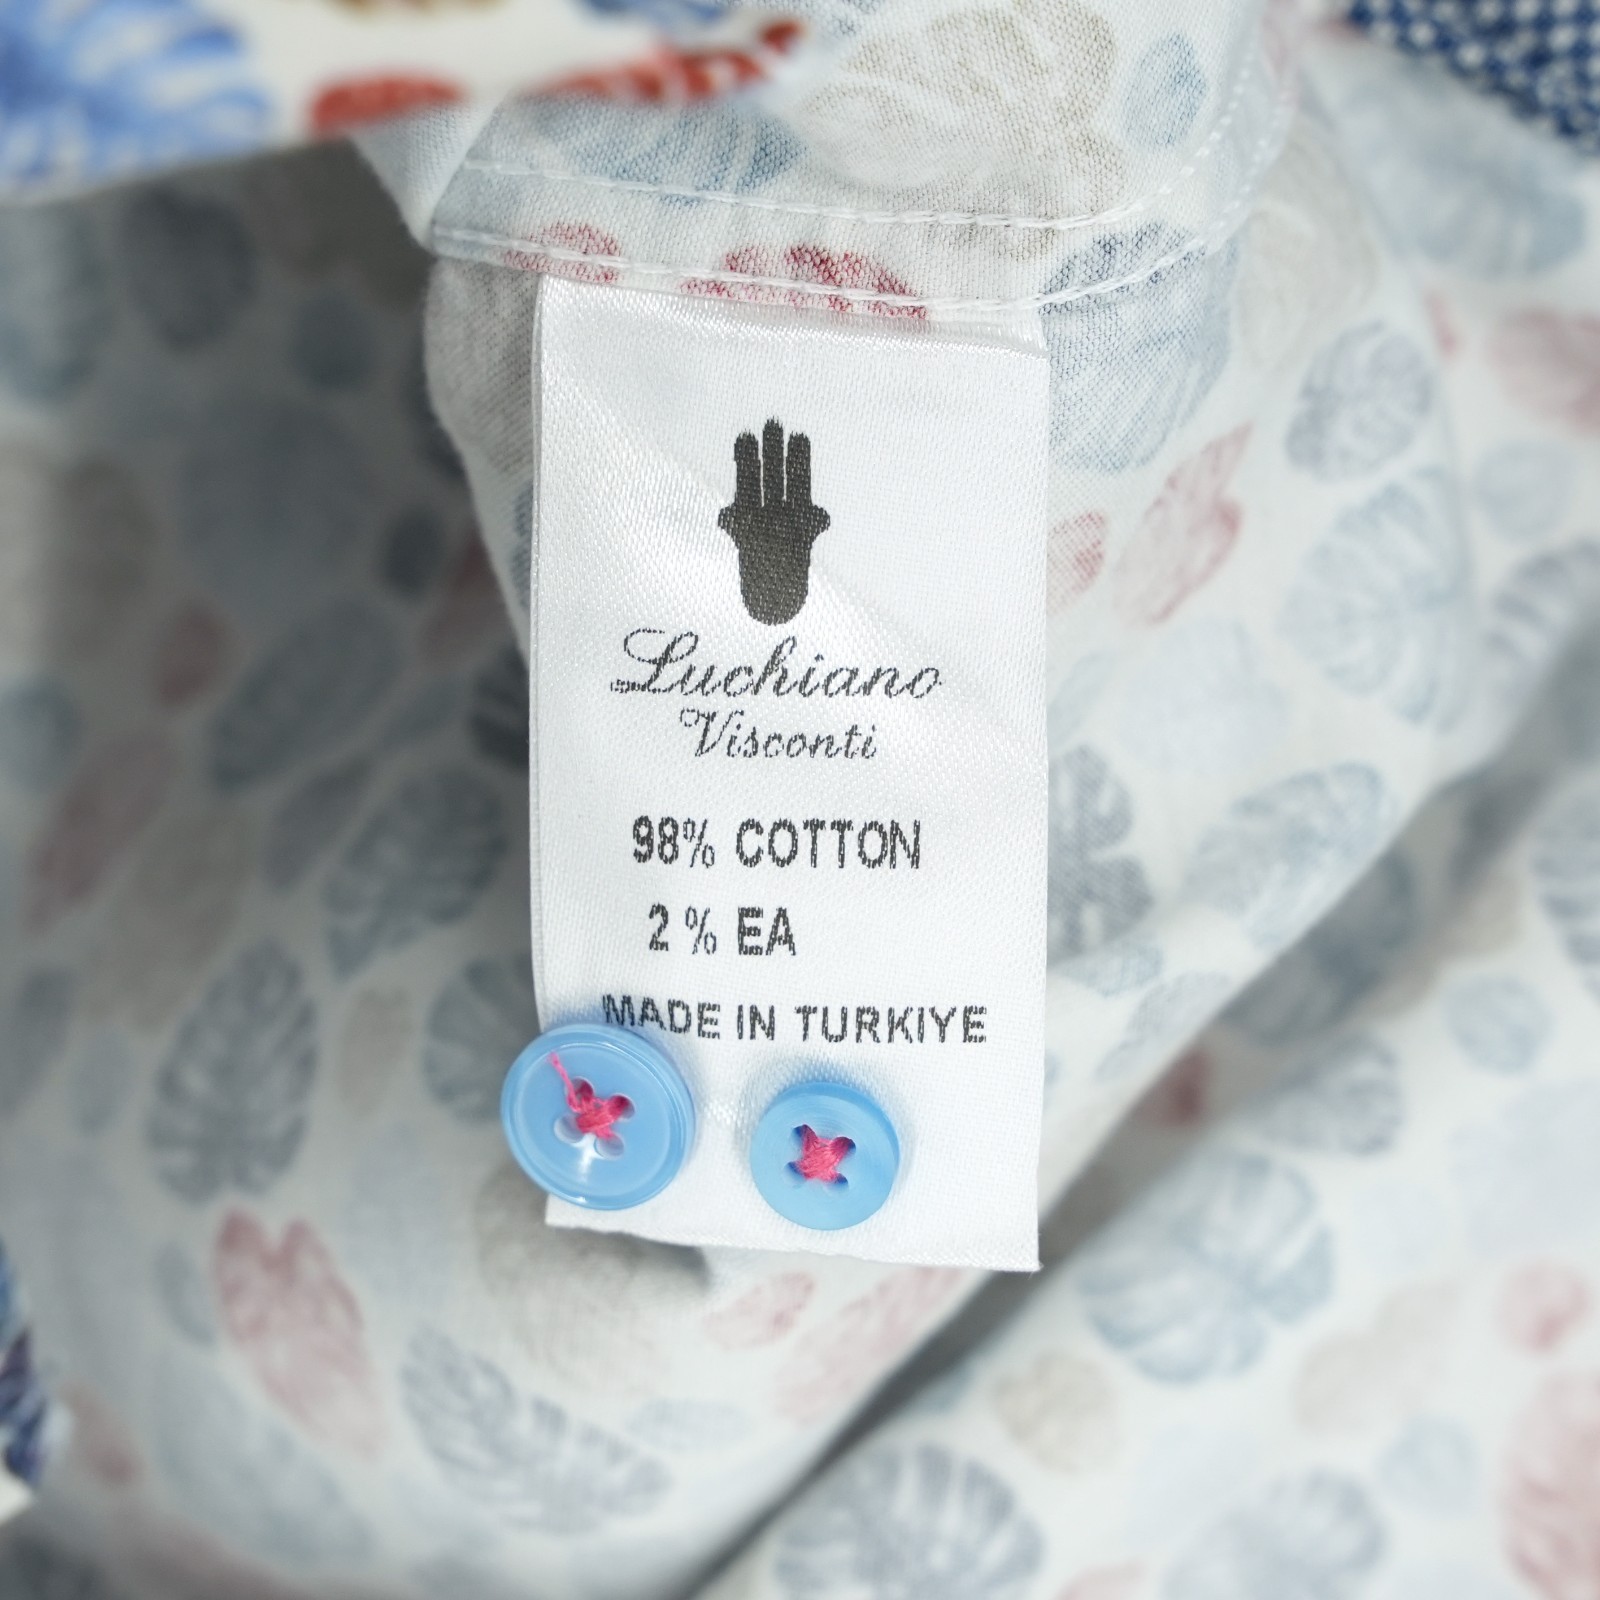 Luchiano
Visconti
98% COTTON
2% EA
MADE IN TURKIYE